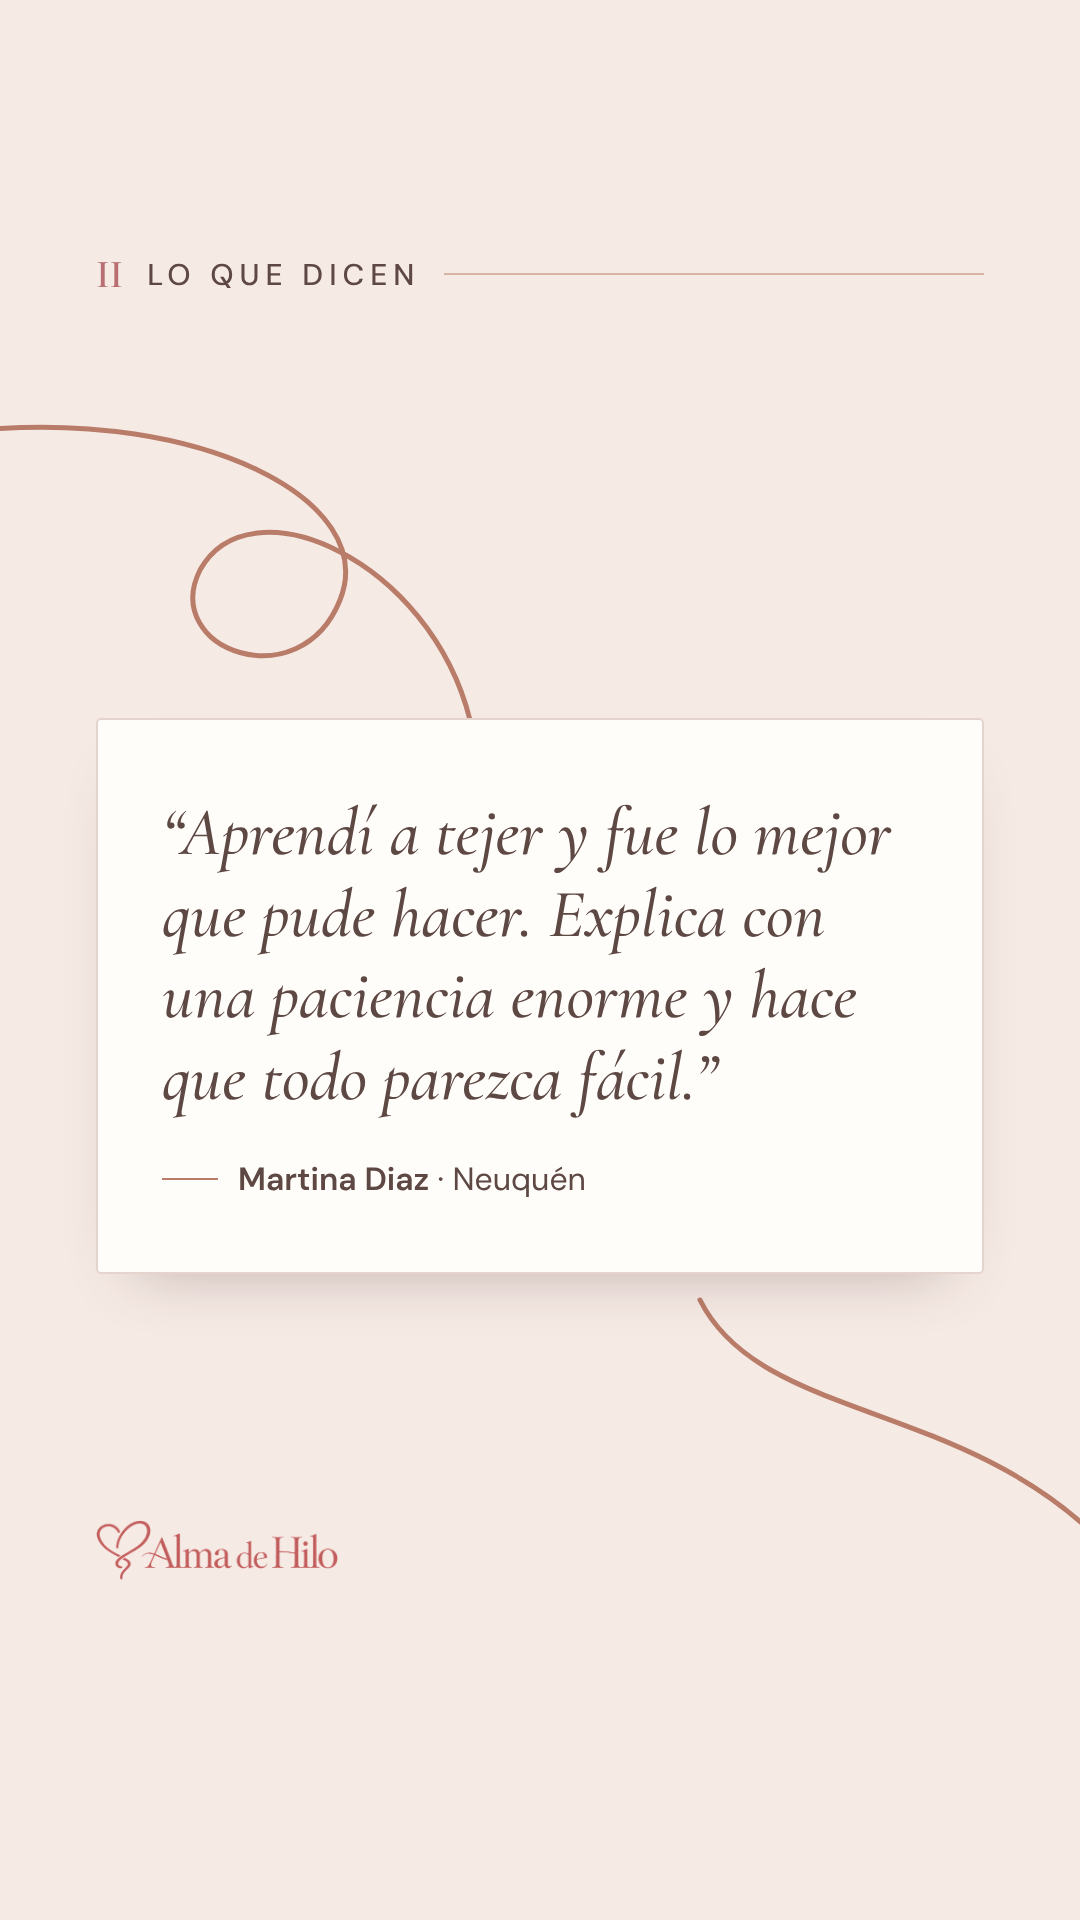 II LO QUE DICEN
“Aprendí a tejer y fue lo mejor
que pude hacer. Explica con
una paciencia enorme y hace
que todo parezca fácil.”
Martina Diaz · Neuquén
Alma de Hilo